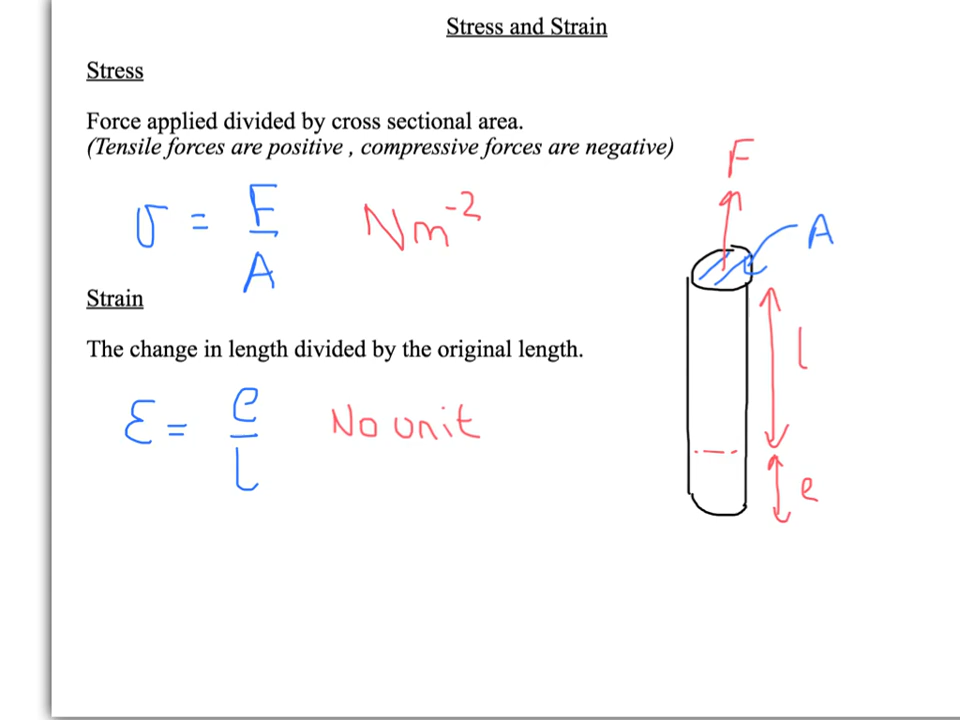 Stress and Strain
Stress
Force applied divided by cross sectional area.
(Tensile forces are positive , compressive forces are negative)
σ = F/A Nm⁻²
Strain
The change in length divided by the original length.
ε = e/l No unit
F
A
l
e